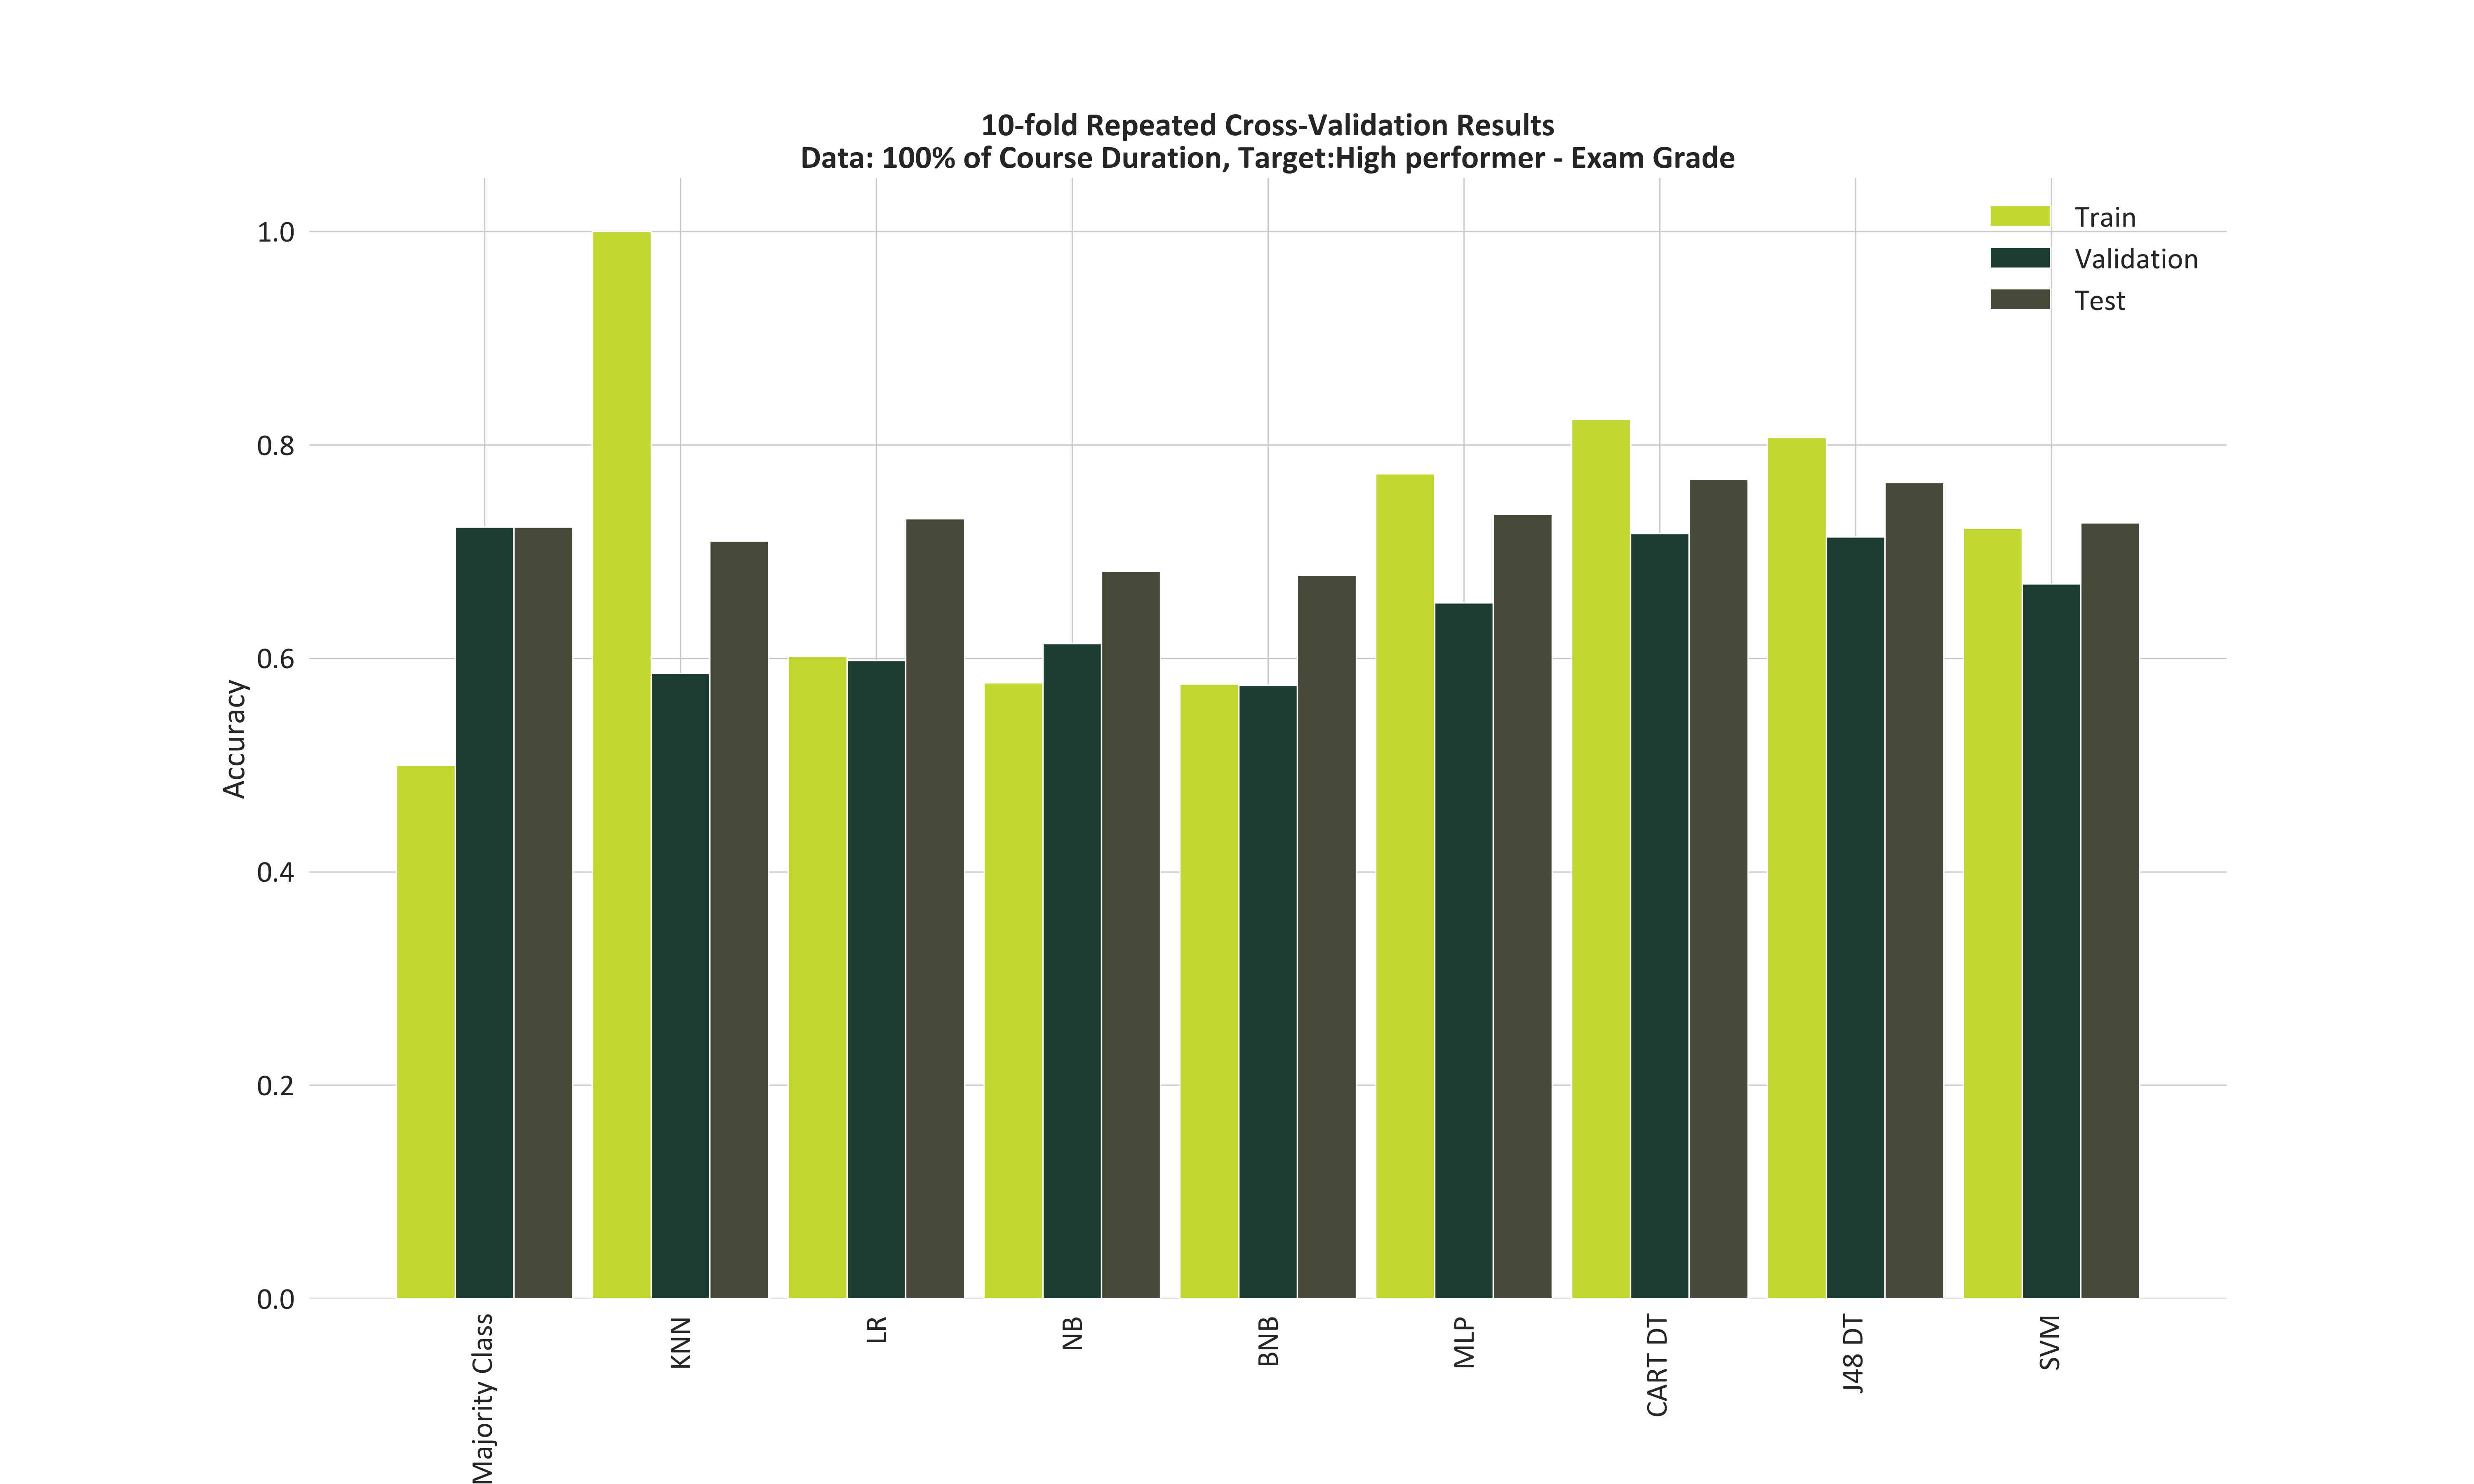 10-fold Repeated Cross-Validation Results
Data: 100% of Course Duration, Target:High performer - Exam Grade
Train
Validation
Test
1.0
0.8
0.6
0.4
0.2
0.0
Accuracy
Majority Class
KNN
LR
NB
BNB
MLP
CART DT
J48 DT
SVM